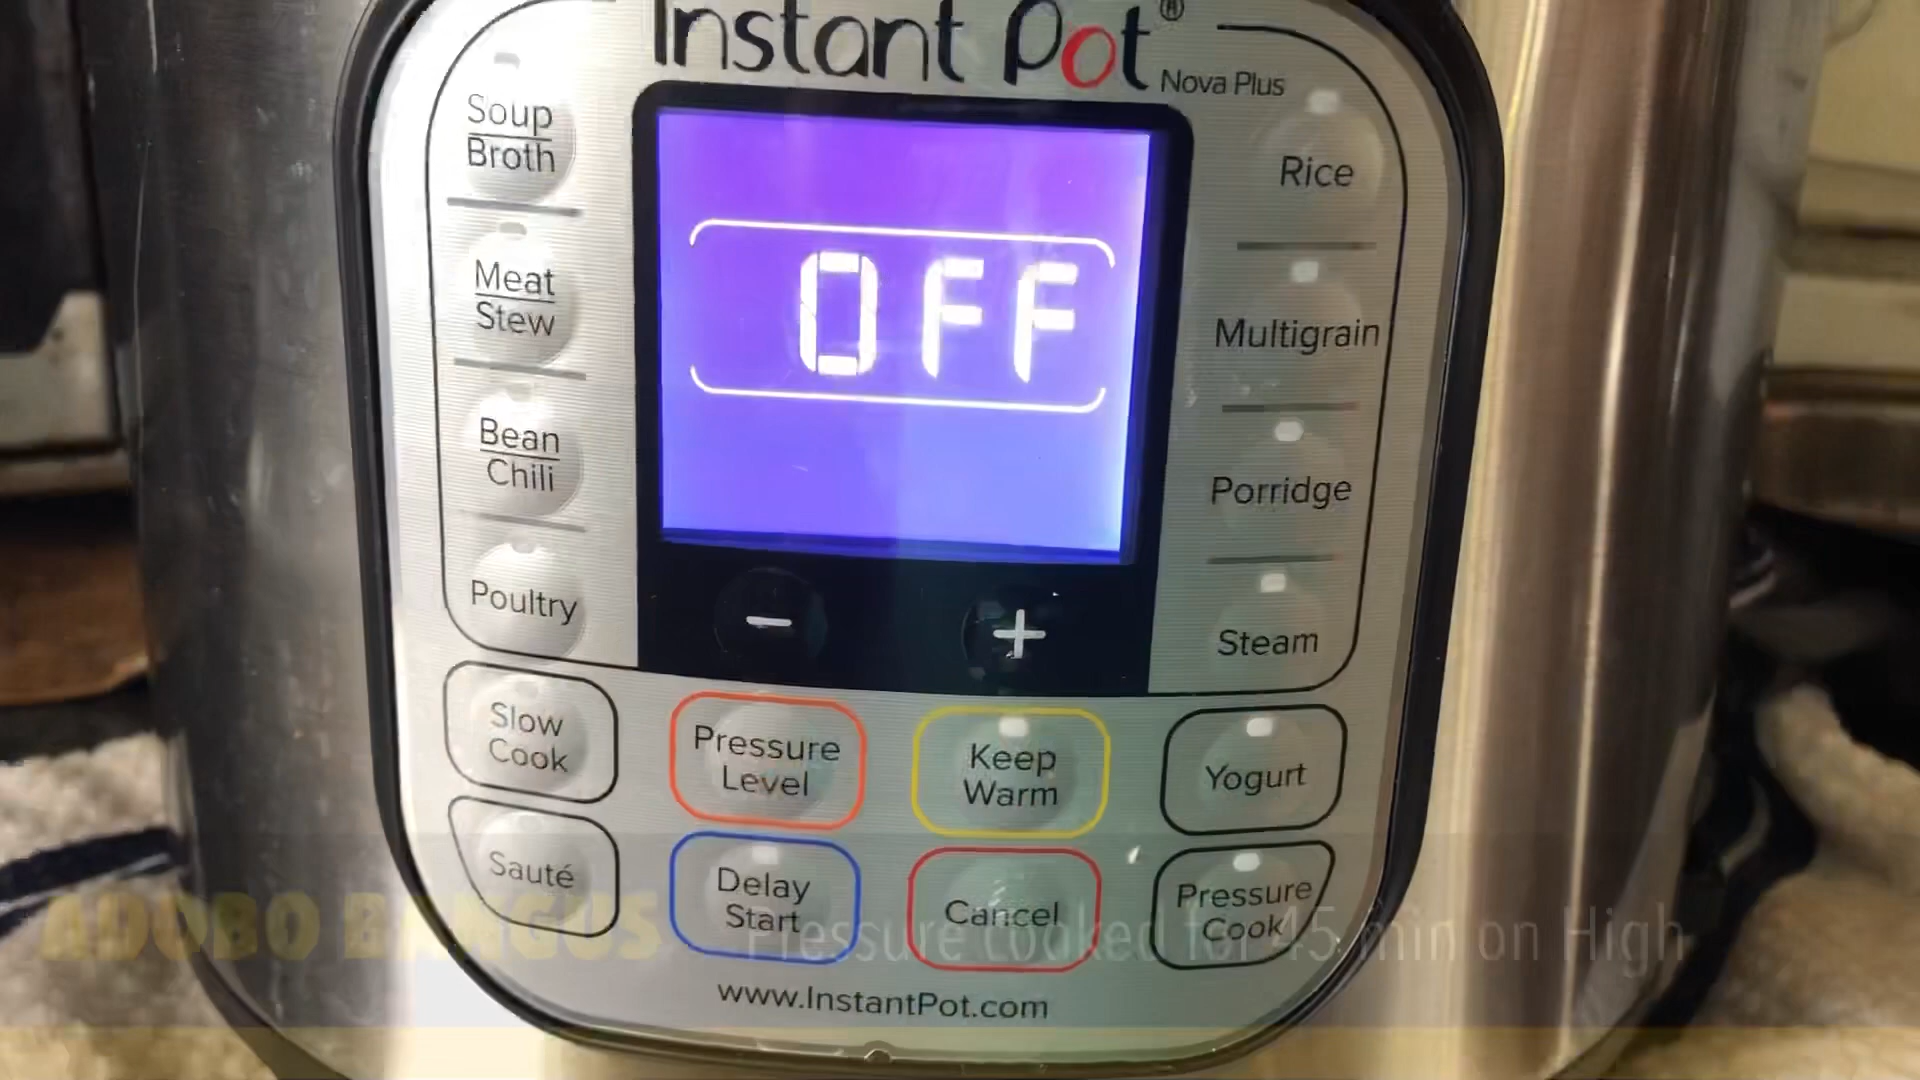 Instant Pot®
Nova Plus
Soup
Broth
Meat
Stew
Bean
Chili
Poultry
OFF
Rice
Multigrain
Porridge
Steam
- +
Slow
Cook
Pressure
Level
Keep
Warm
Yogurt
Sauté
Delay
Start
Cancel
Pressure
Cook
ADOBO BANGUS
Pressure cooked for 45 min on High
www.InstantPot.com